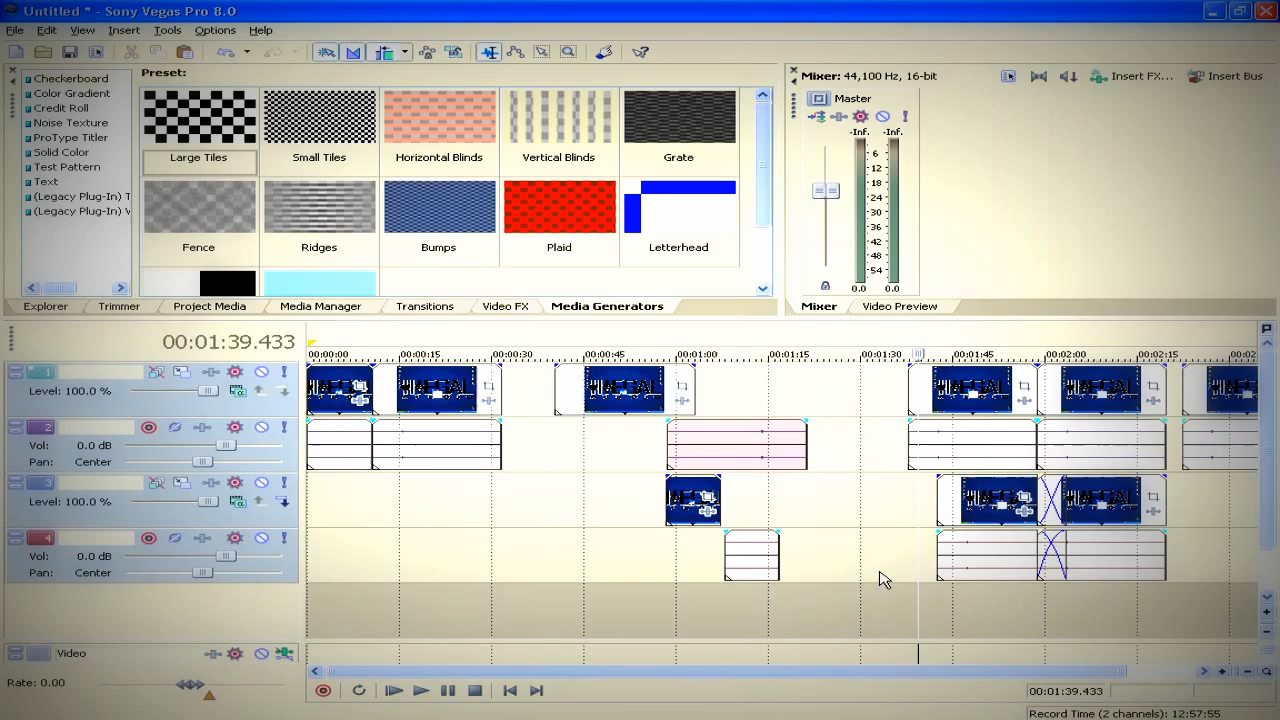 Untitled * - Sony Vegas Pro 8.0
File Edit View Insert Tools Options Help
Checkerboard
Color Gradient
Credit Roll
Noise Texture
ProType Titler
Solid Color
Test Pattern
Text
(Legacy Plug-In) T
(Legacy Plug-In) V
Preset:
Large Tiles Small Tiles Horizontal Blinds Vertical Blinds Grate
Fence Ridges Bumps Plaid Letterhead
Explorer Trimmer Project Media Media Manager Transitions Video FX Media Generators
Mixer: 44,100 Hz, 16-bit
Insert FX... Insert Bus
Master
-Inf. -Inf.
6
12
18
24
30
36
42
48
54
0.0 0.0
Mixer Video Preview
00:01:39.433
00:00:00 00:00:15 00:00:30 00:00:45 00:01:00 00:01:15 00:01:30 00:01:45 00:02:00 00:02:15 00:02
1
Level: 100.0 %
2
Vol: 0.0 dB
Pan: Center
3
Level: 100.0 %
4
Vol: 0.0 dB
Pan: Center
Video
Rate: 0.00
00:01:39.433
Record Time (2 channels): 12:57:55